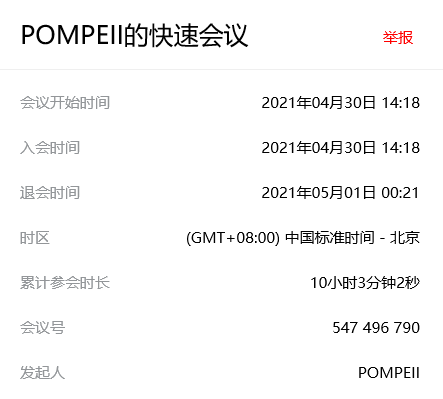 POMPEII的快速会议 举报
会议开始时间 2021年04月30日 14:18
入会时间 2021年04月30日 14:18
退会时间 2021年05月01日 00:21
时区 (GMT+08:00) 中国标准时间 - 北京
累计参会时长 10小时3分钟2秒
会议号 547 496 790
发起人 POMPEII